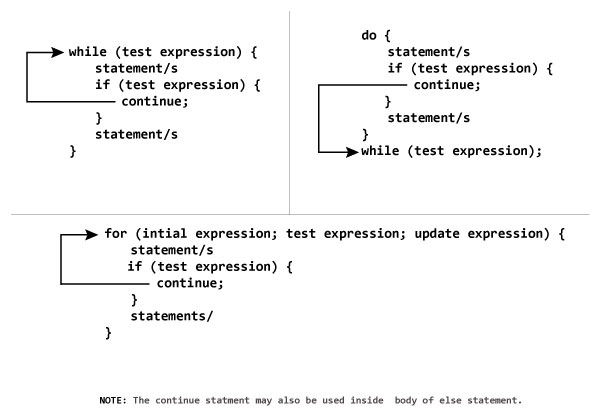 while (test expression) {
statement/s
if (test expression) {
continue;
}
statement/s
}
do {
statement/s
if (test expression) {
continue;
}
statement/s
}
while (test expression);
for (intial expression; test expression; update expression) {
statement/s
if (test expression) {
continue;
}
statements/
}
NOTE: The continue statment may also be used inside body of else statement.